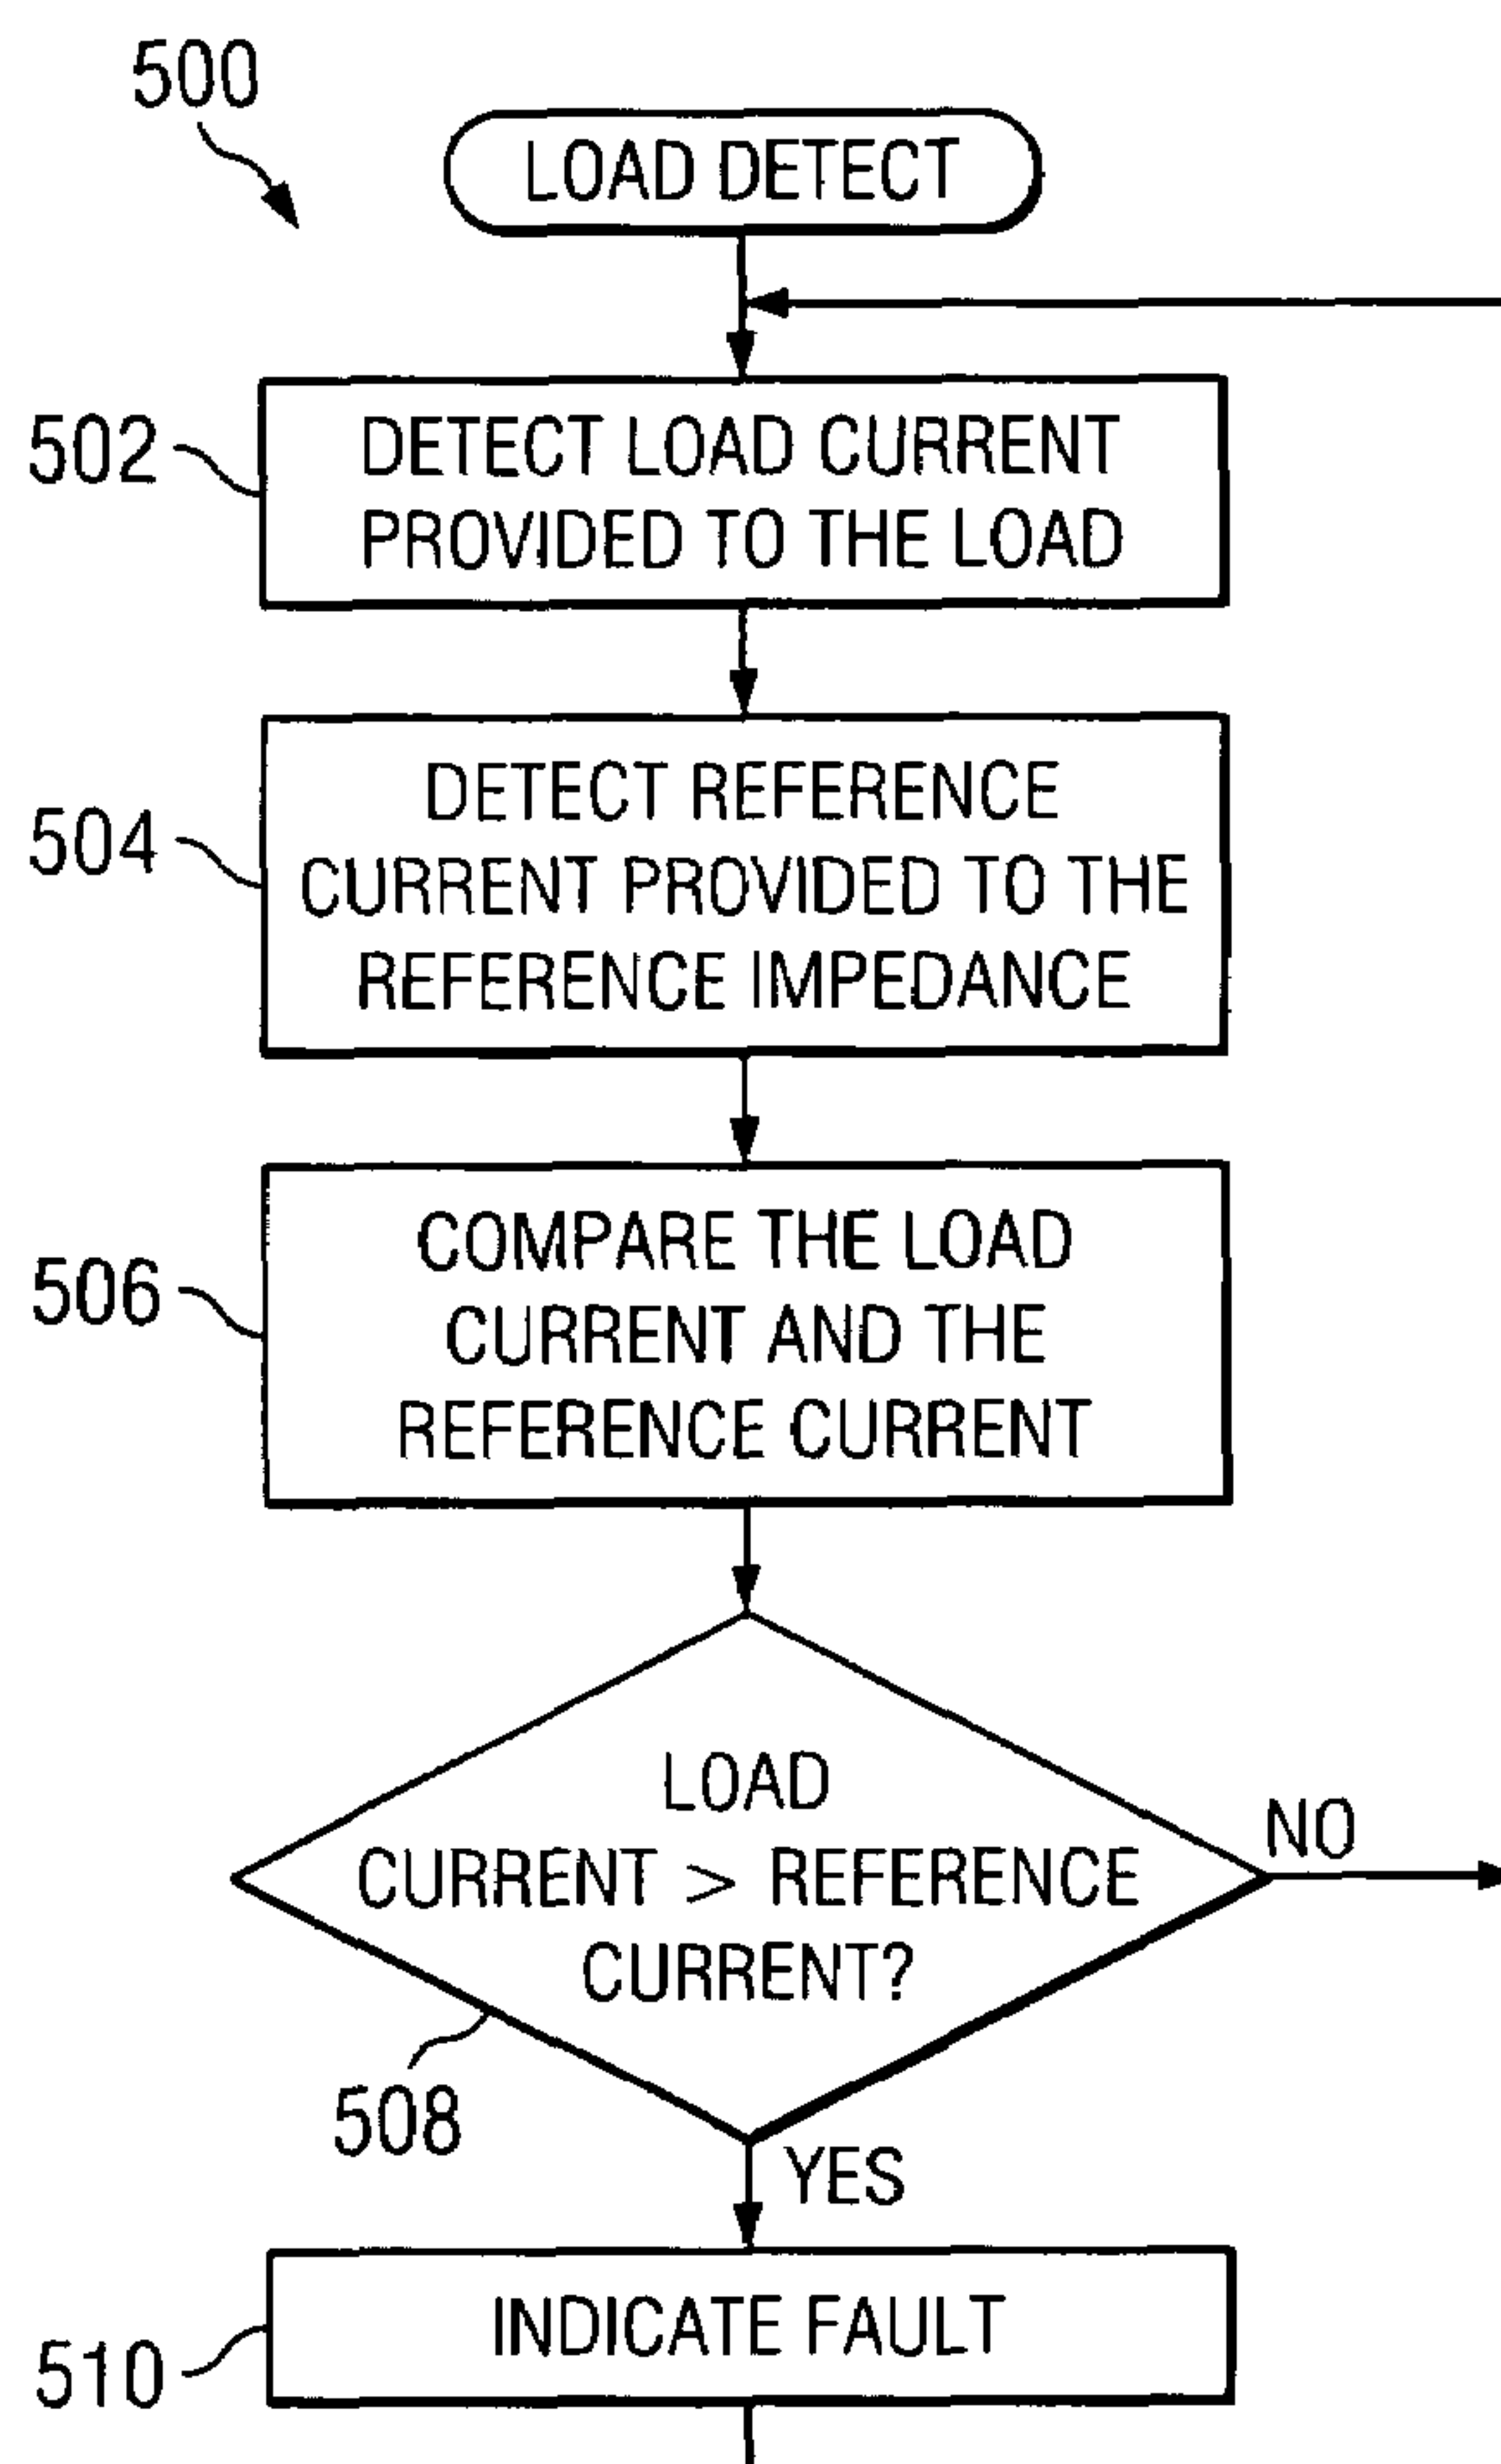 500
LOAD DETECT
502
DETECT LOAD CURRENT
PROVIDED TO THE LOAD
504
DETECT REFERENCE
CURRENT PROVIDED TO THE
REFERENCE IMPEDANCE
506
COMPARE THE LOAD
CURRENT AND THE
REFERENCE CURRENT
LOAD
CURRENT > REFERENCE
CURRENT?
NO
508
YES
INDICATE FAULT
510